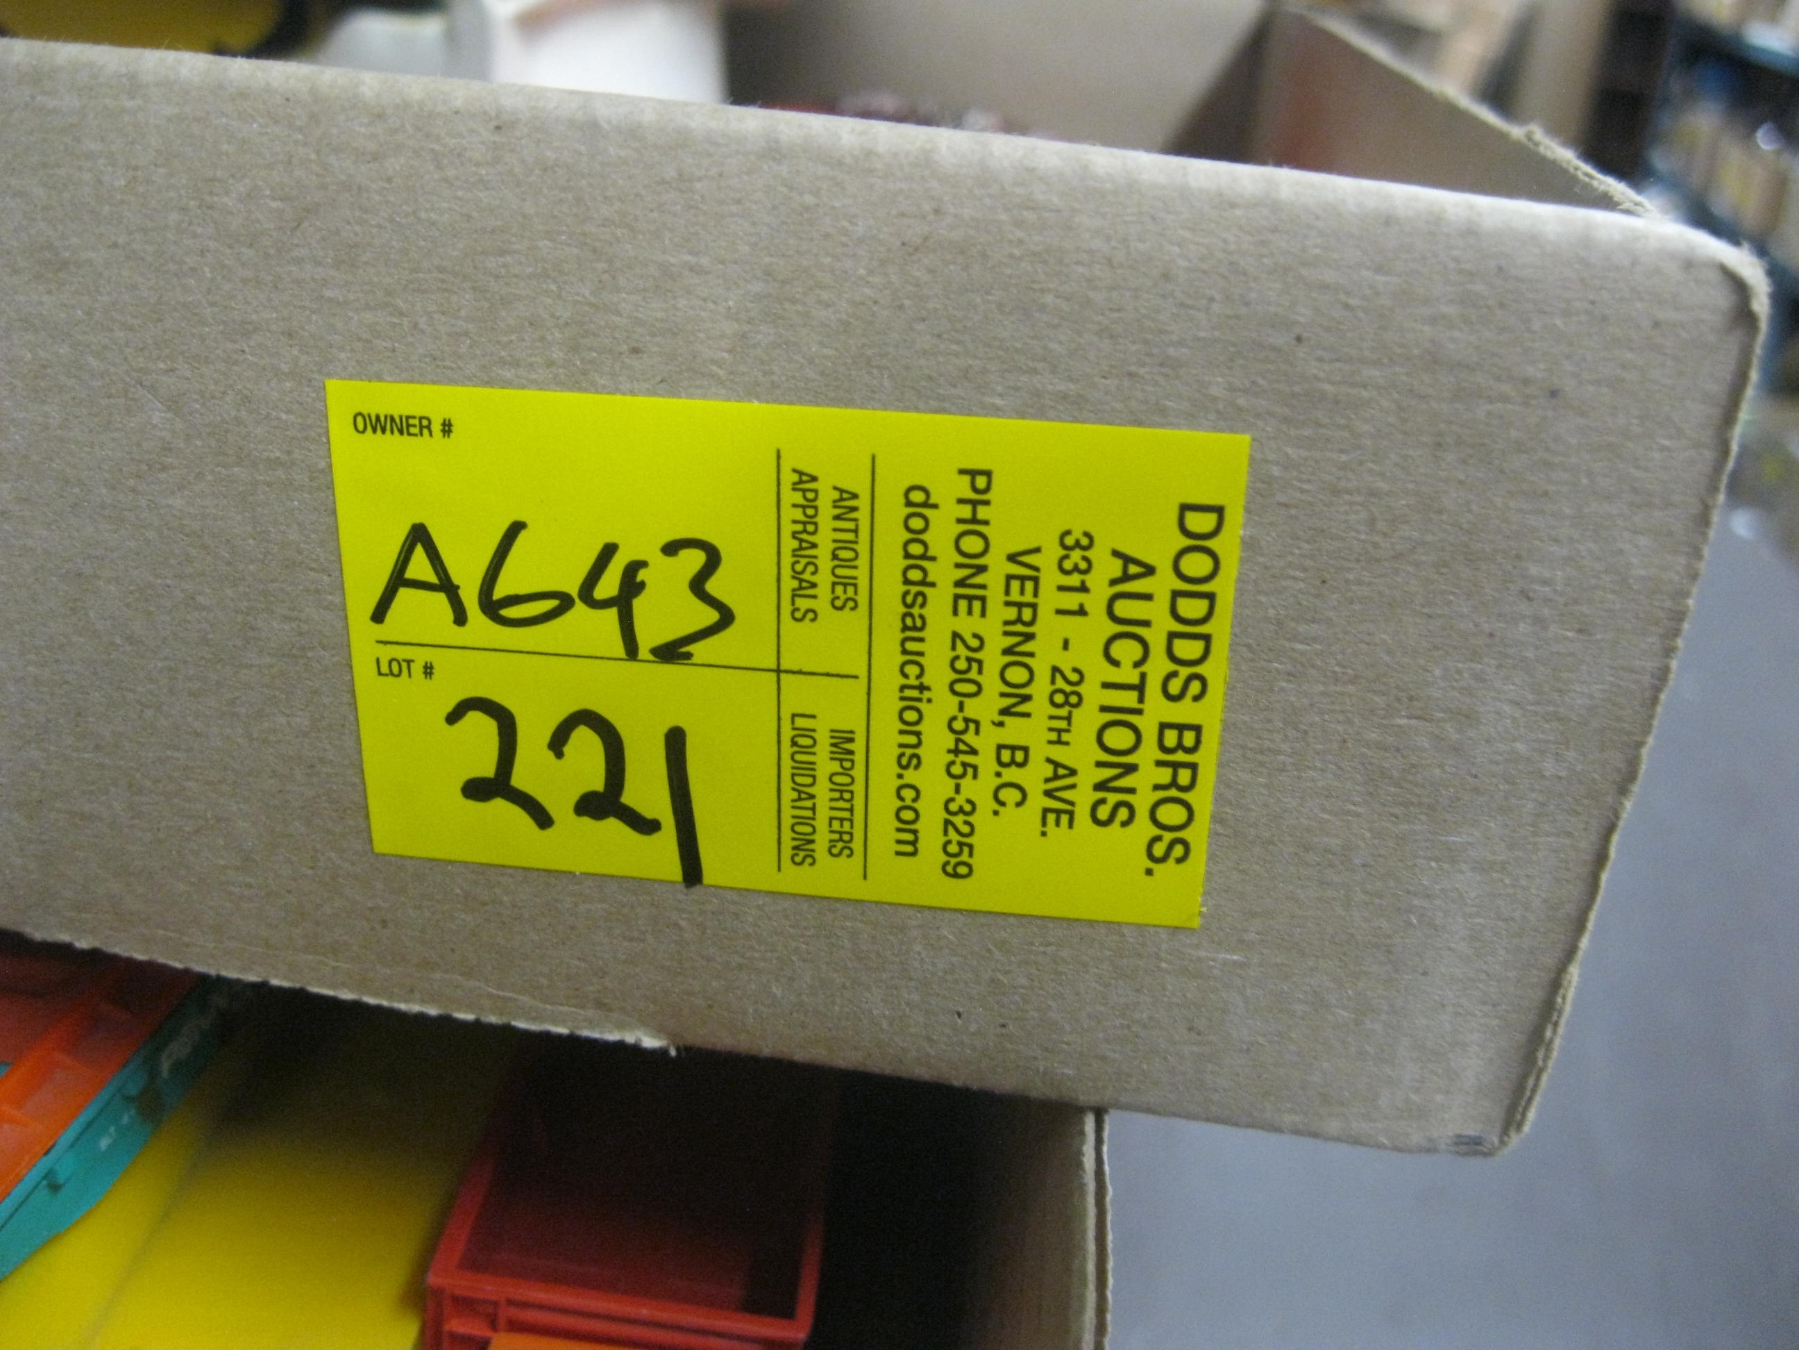 OWNER #
A643
LOT #
221
ANTIQUES
APPRAISALS
IMPORTERS
LIQUIDATIONS
DODDS BROS.
AUCTIONS
3311 - 28TH AVE.
VERNON, B.C.
PHONE 250-545-3259
doddsauctions.com